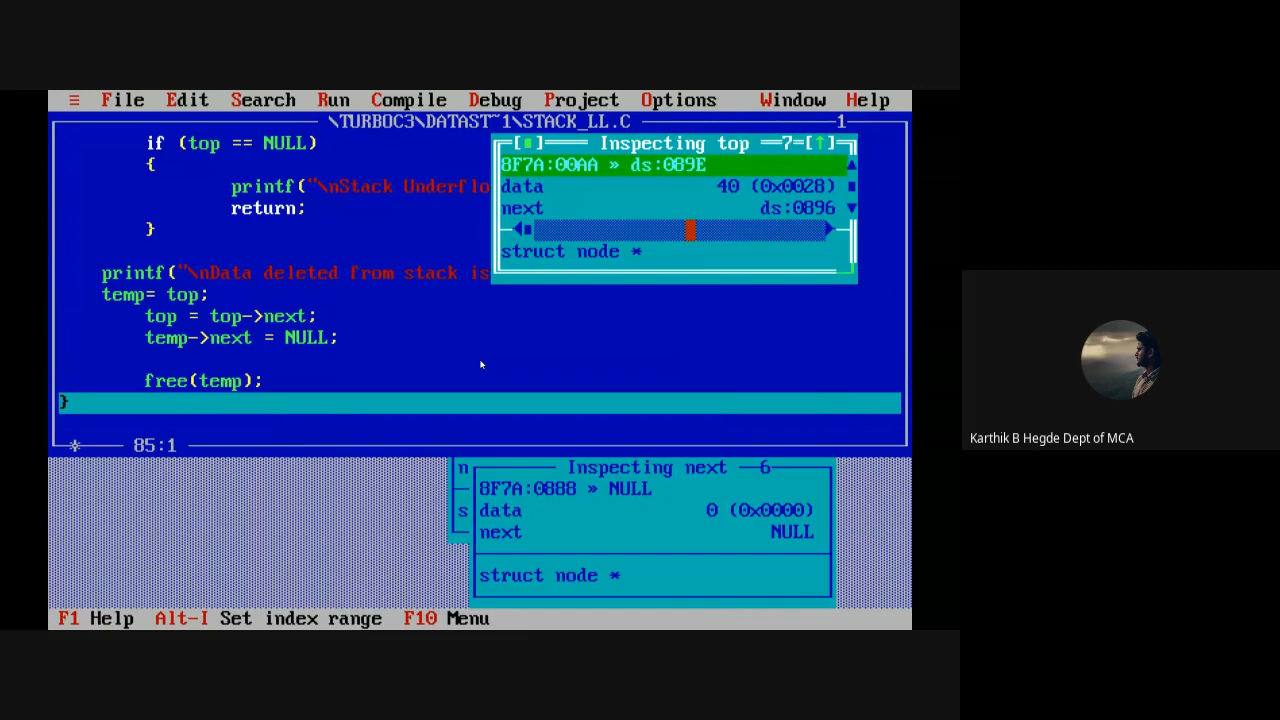 ≡ File Edit Search Run Compile Debug Project Options Window Help
\TURBOC3\DATAST~1\STACK_LL.C 1
if (top == NULL)
{
printf("\nStack Underflo
return;
}
printf("\nData deleted from stack is
temp= top;
top = top->next;
temp->next = NULL;
free(temp);
}
85:1
Inspecting top 7
8F7A:00AA » ds:089E
data 40 (0x0028)
next ds:0896
struct node *
n
s
Inspecting next 6
8F7A:0888 » NULL
data 0 (0x0000)
next NULL
struct node *
F1 Help Alt-I Set index range F10 Menu
Karthik B Hegde Dept of MCA